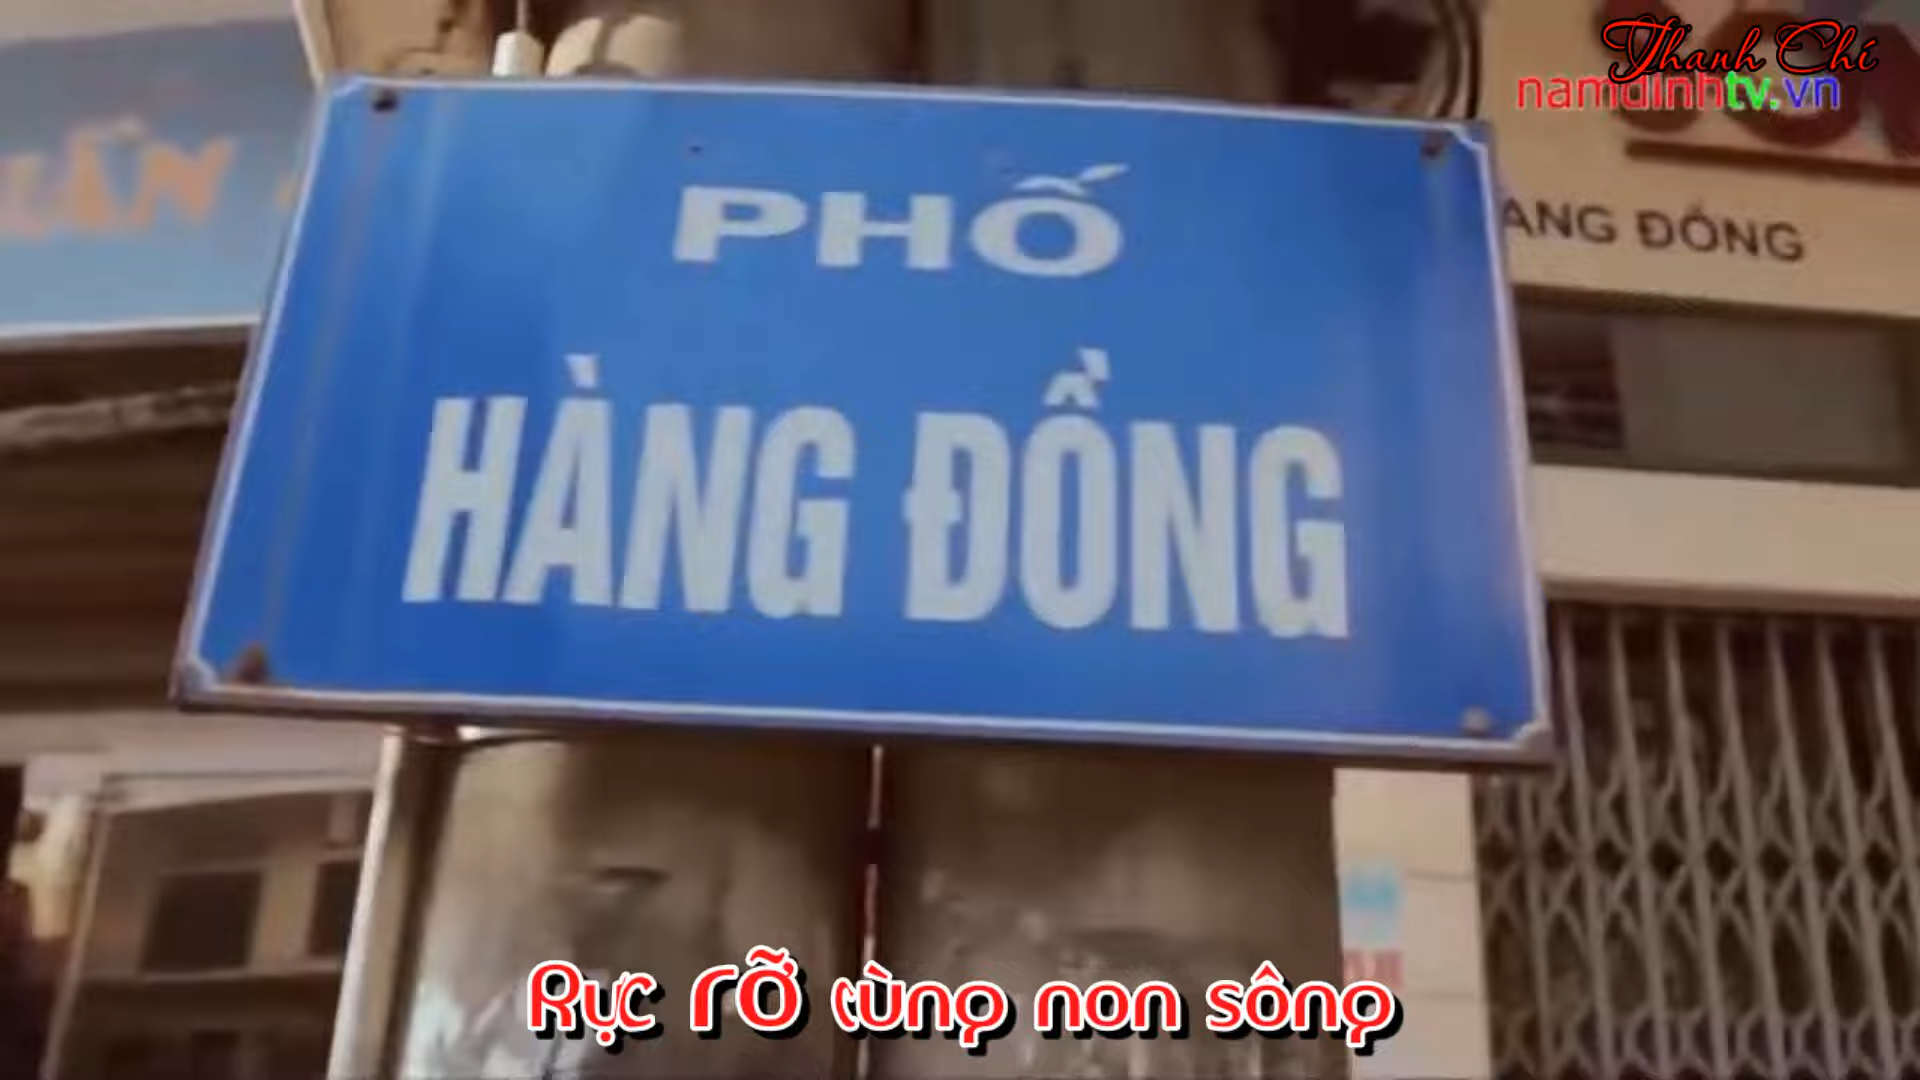 Thanh Chí
namdinhtv.vn
PHỐ
ANG ĐỒNG
HÀNG ĐỒNG
Rực rỡ cùng non sông